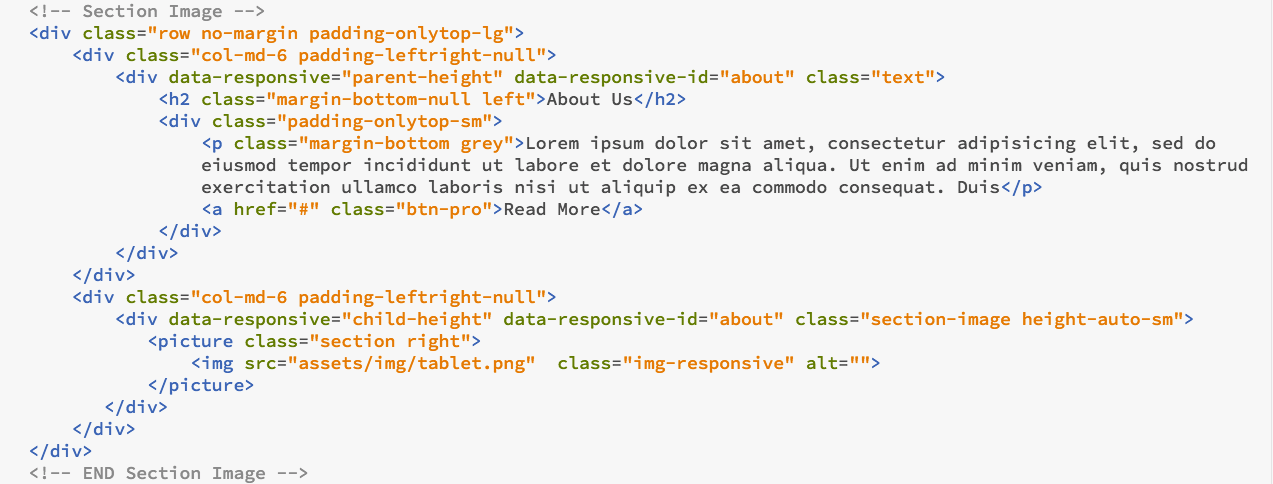 <!-- Section Image -->
<div class="row no-margin padding-onlytop-lg">
    <div class="col-md-6 padding-leftright-null">
        <div data-responsive="parent-height" data-responsive-id="about" class="text">
            <h2 class="margin-bottom-null left">About Us</h2>
            <div class="padding-onlytop-sm">
                <p class="margin-bottom grey">Lorem ipsum dolor sit amet, consectetur adipisicing elit, sed do
                eiusmod tempor incididunt ut labore et dolore magna aliqua. Ut enim ad minim veniam, quis nostrud
                exercitation ullamco laboris nisi ut aliquip ex ea commodo consequat. Duis</p>
                <a href="#" class="btn-pro">Read More</a>
            </div>
        </div>
    </div>
    <div class="col-md-6 padding-leftright-null">
        <div data-responsive="child-height" data-responsive-id="about" class="section-image height-auto-sm">
           <picture class="section right">
               <img src="assets/img/tablet.png"  class="img-responsive" alt="">
           </picture>
       </div>
    </div>
</div>
<!-- END Section Image -->